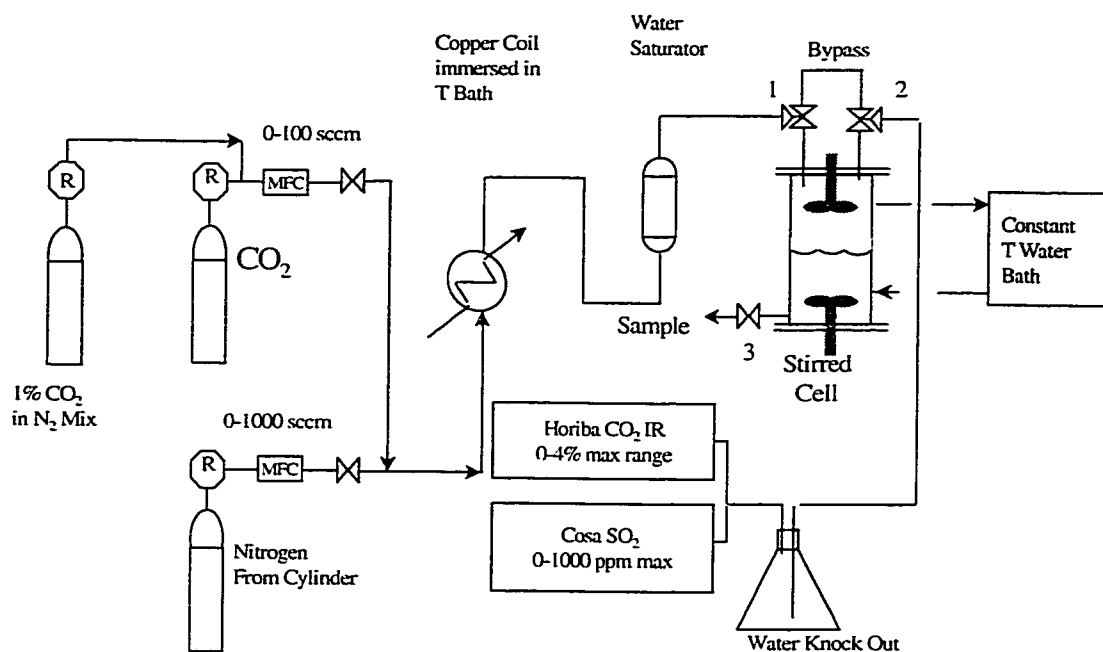 Water
Saturator
Copper Coil
immersed in
T Bath
Bypass
1
2
0-100 sccm
R
R
MFC
CO₂
Constant
T Water
Bath
Sample
3
Stirred
Cell
1% CO₂
in N₂ Mix
0-1000 sccm
Horiba CO₂ IR
0-4% max range
R
MFC
Cosa SO₂
0-1000 ppm max
Nitrogen
From Cylinder
Water Knock Out